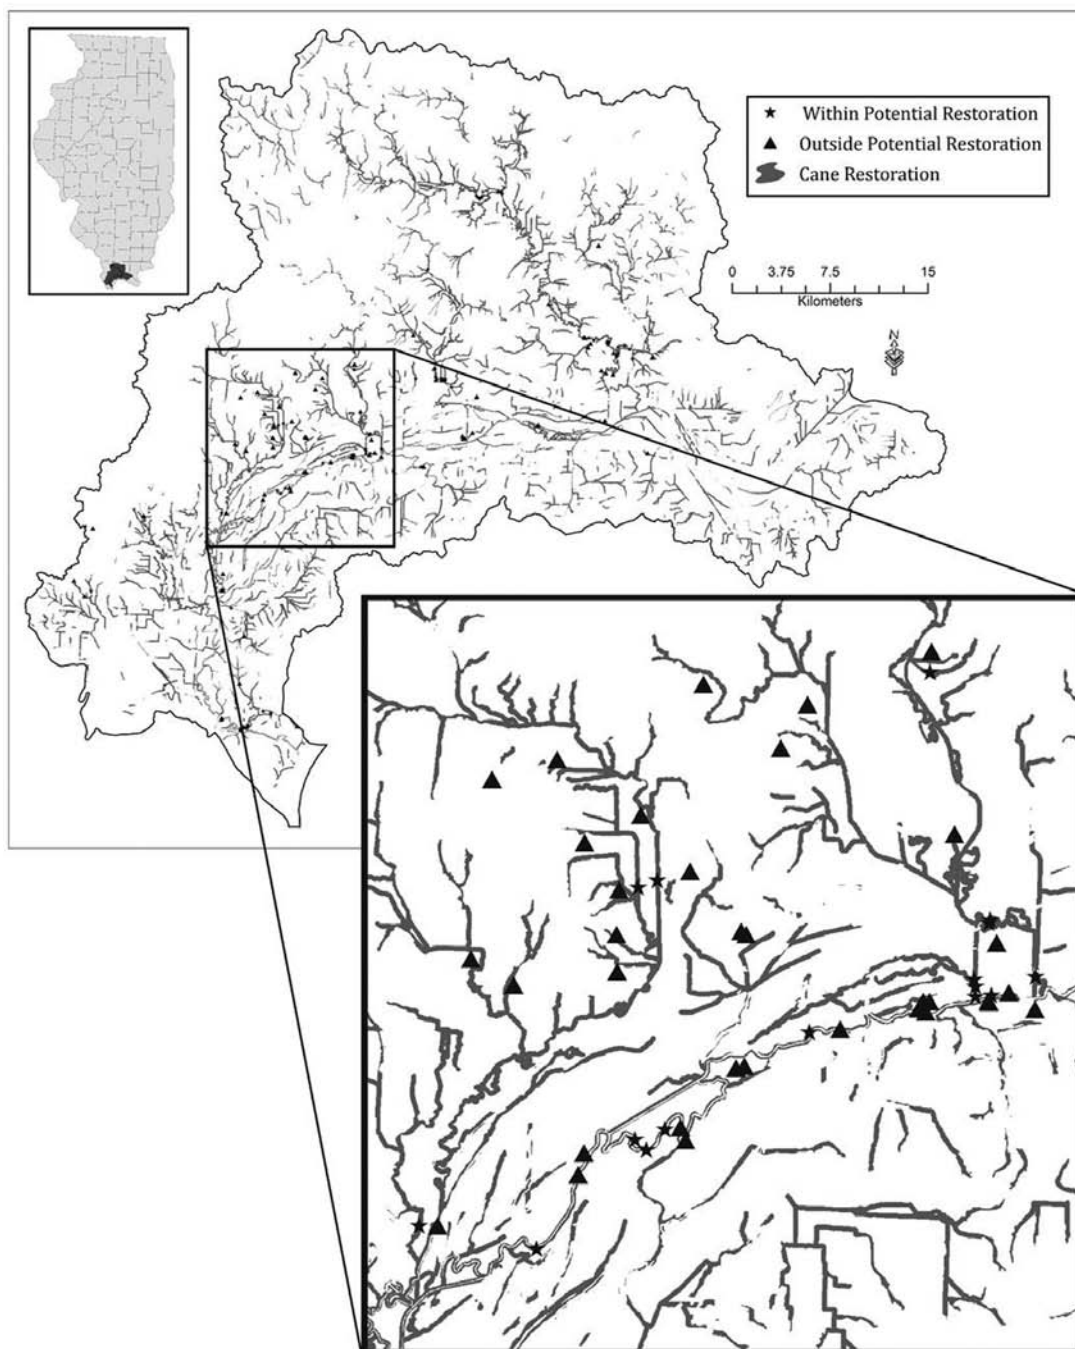 Within Potential Restoration
Outside Potential Restoration
Cane Restoration
0 3.75 7.5 15
Kilometers
N